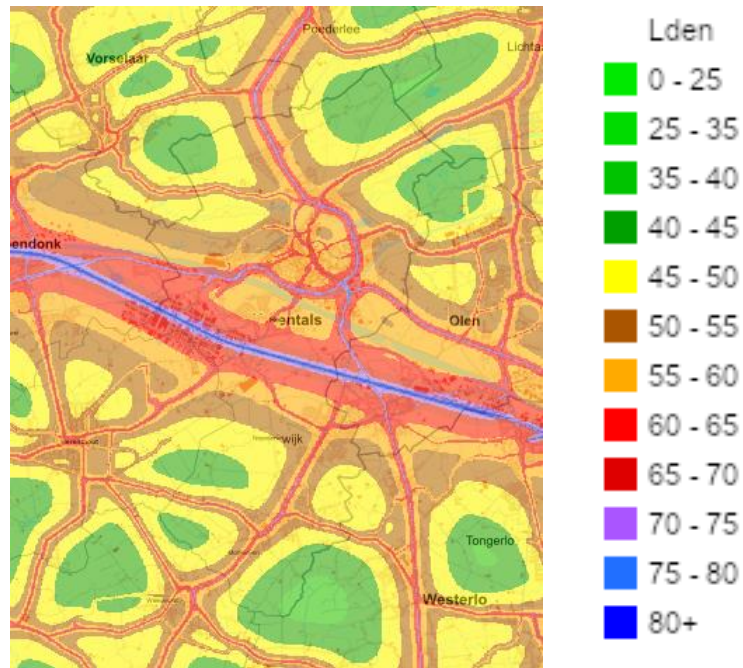 Poederlee
Lichta
Vorselaar
endonk
entals
Olen
wijk
Tongerlo
Westerlo
Lden
0 - 25
25 - 35
35 - 40
40 - 45
45 - 50
50 - 55
55 - 60
60 - 65
65 - 70
70 - 75
75 - 80
80+